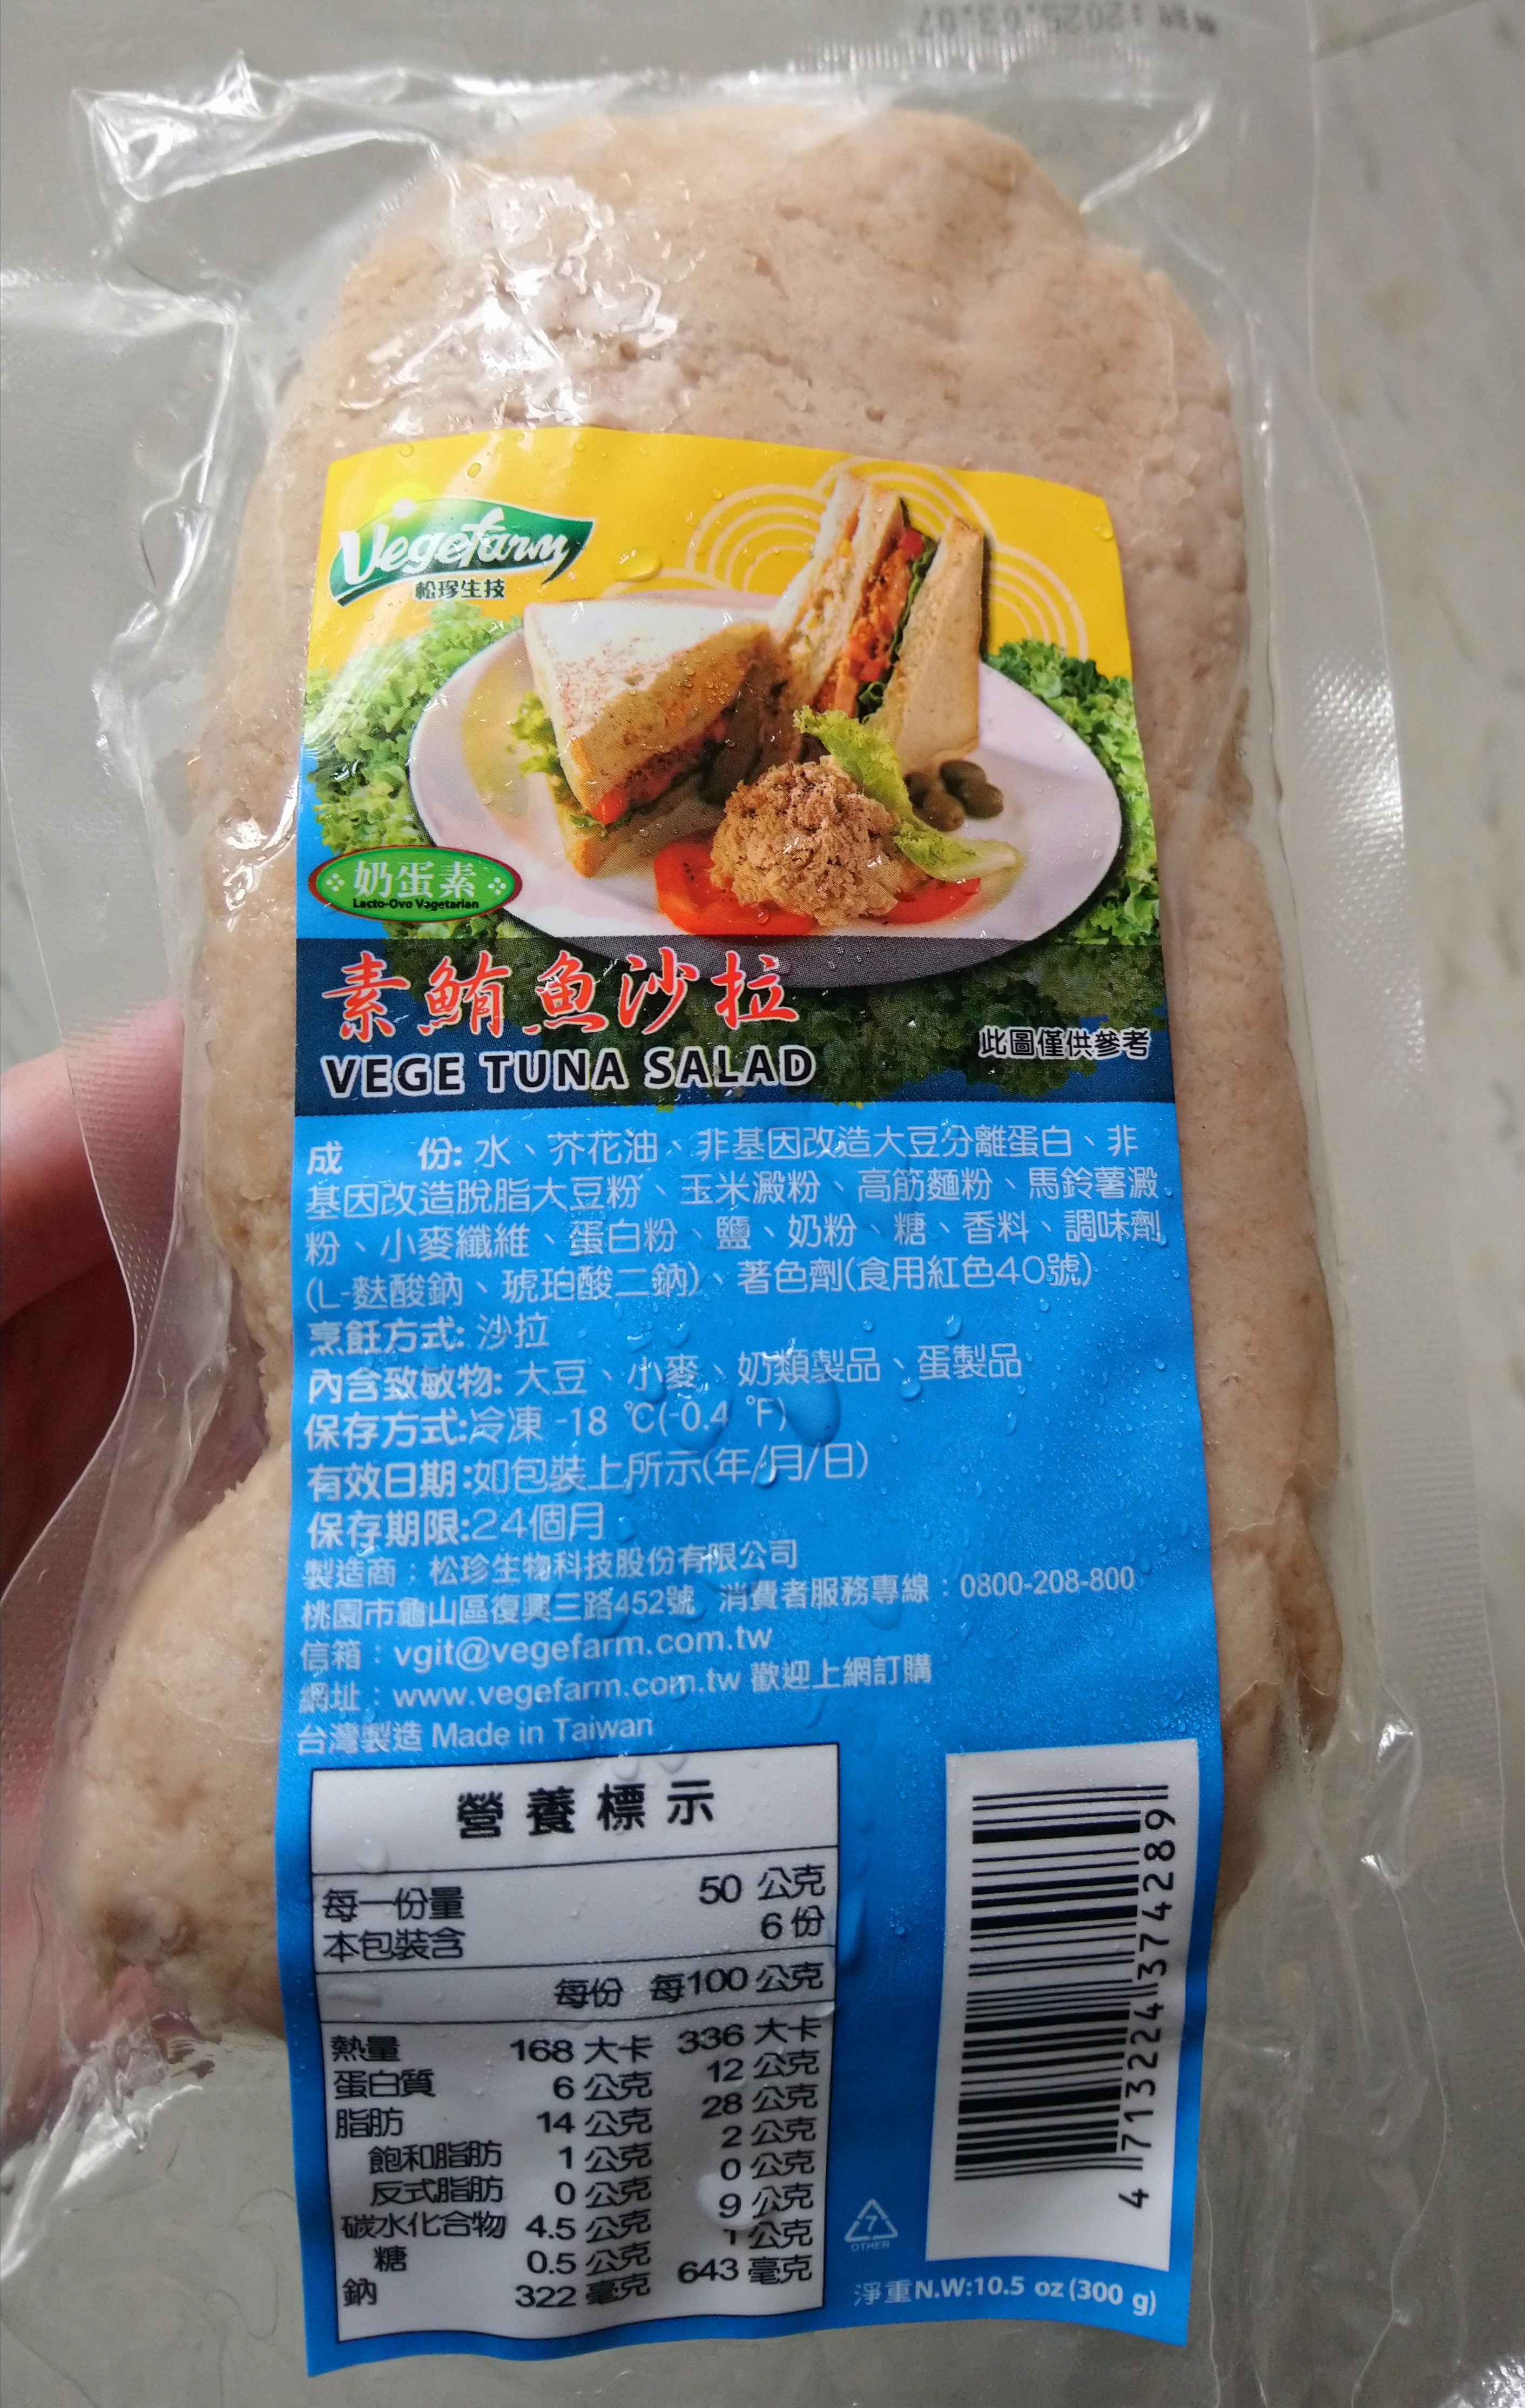 2025.03.07
Vegefarm
松珍生技
奶蛋素
Lacto-Ovo Vagetarian
素鮪魚沙拉
VEGE TUNA SALAD
此圖僅供參考
成 份: 水、芥花油、非基因改造大豆分離蛋白、非
基因改造脫脂大豆粉、玉米澱粉、高筋麵粉、馬鈴薯澱
粉、小麥纖維、蛋白粉、鹽、奶粉、糖、香料、調味劑
(L-麩酸鈉、琥珀酸二鈉)、著色劑(食用紅色40號)
烹飪方式: 沙拉
內含致敏物: 大豆、小麥、奶類製品、蛋製品
保存方式:冷凍 -18 ℃(-0.4 ℉)
有效日期:如包裝上所示(年/月/日)
保存期限:24個月
製造商：松珍生物科技股份有限公司
桃園市龜山區復興三路452號 消費者服務專線：0800-208-800
信箱：vgit@vegefarm.com.tw
網址：www.vegefarm.com.tw 歡迎上網訂購
台灣製造 Made in Taiwan
營養標示
每一份量 50 公克
本包裝含 6 份
每份 每100 公克
熱量 168 大卡 336 大卡
蛋白質 6 公克 12 公克
脂肪 14 公克 28 公克
飽和脂肪 1 公克 2 公克
反式脂肪 0 公克 0 公克
碳水化合物 4.5 公克 9 公克
糖 0.5 公克 1 公克
鈉 322 毫克 643 毫克
4 713224 374289
7
OTHER
淨重N.W:10.5 oz (300 g)